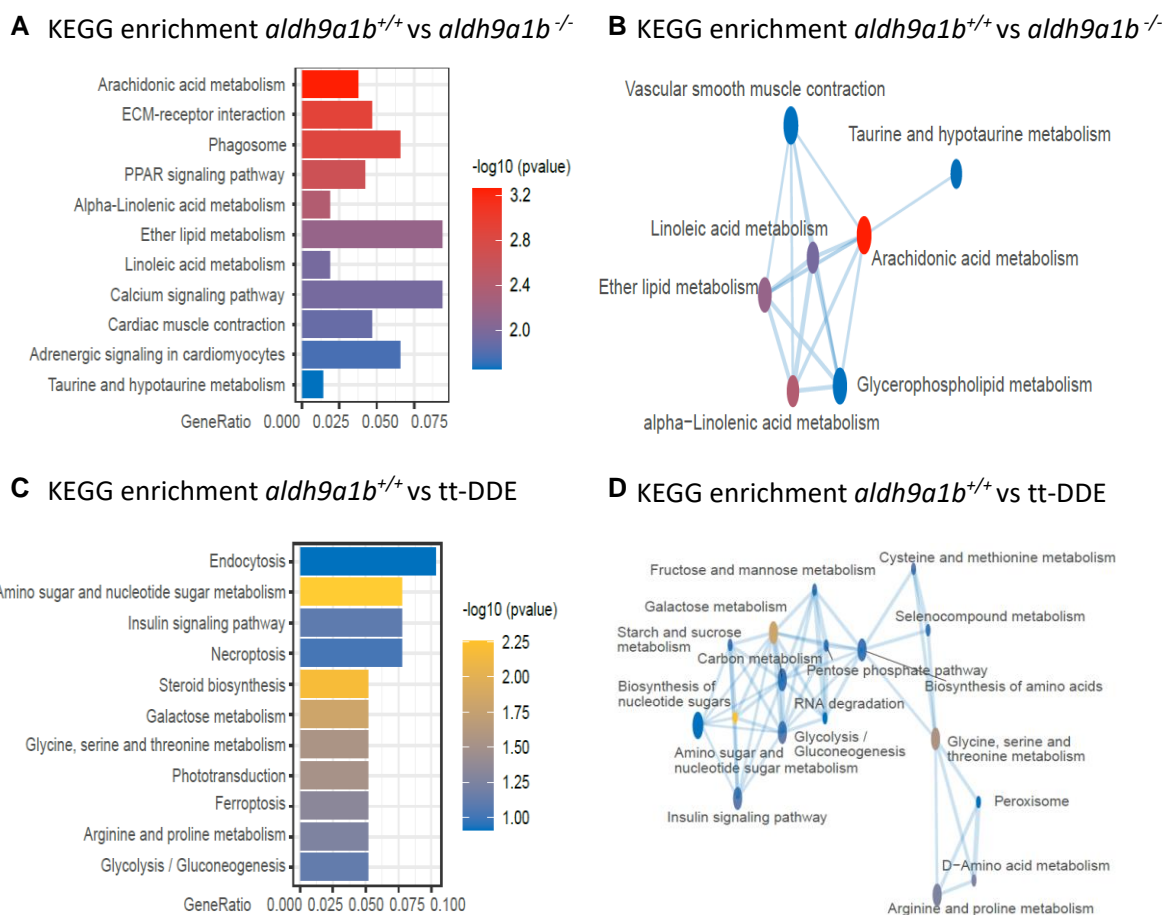 A KEGG enrichment aldh9a1b+/+ vs aldh9a1b -/-
Arachidonic acid metabolism
ECM-receptor interaction
Phagosome
PPAR signaling pathway
Alpha-Linolenic acid metabolism
Ether lipid metabolism
Linoleic acid metabolism
Calcium signaling pathway
Cardiac muscle contraction
Adrenergic signaling in cardiomyocytes
Taurine and hypotaurine metabolism
GeneRatio 0.000 0.025 0.050 0.075
-log10 (pvalue)
3.2
2.8
2.4
2.0
B KEGG enrichment aldh9a1b+/+ vs aldh9a1b -/-
Vascular smooth muscle contraction
Taurine and hypotaurine metabolism
Linoleic acid metabolism
Arachidonic acid metabolism
Ether lipid metabolism
Glycerophospholipid metabolism
alpha−Linolenic acid metabolism
C KEGG enrichment aldh9a1b+/+ vs tt-DDE
Endocytosis
Amino sugar and nucleotide sugar metabolism
Insulin signaling pathway
Necroptosis
Steroid biosynthesis
Galactose metabolism
Glycine, serine and threonine metabolism
Phototransduction
Ferroptosis
Arginine and proline metabolism
Glycolysis / Gluconeogenesis
GeneRatio 0.000 0.025 0.050 0.075 0.100
-log10 (pvalue)
2.25
2.00
1.75
1.50
1.25
1.00
D KEGG enrichment aldh9a1b+/+ vs tt-DDE
Cysteine and methionine metabolism
Fructose and mannose metabolism
Galactose metabolism
Selenocompound metabolism
Starch and sucrose
metabolism
Carbon metabolism
Pentose phosphate pathway
Biosynthesis of amino acids
Biosynthesis of
nucleotide sugars
RNA degradation
Glycolysis /
Gluconeogenesis
Glycine, serine and
threonine metabolism
Amino sugar and
nucleotide sugar metabolism
Peroxisome
Insulin signaling pathway
D−Amino acid metabolism
Arginine and proline metabolism